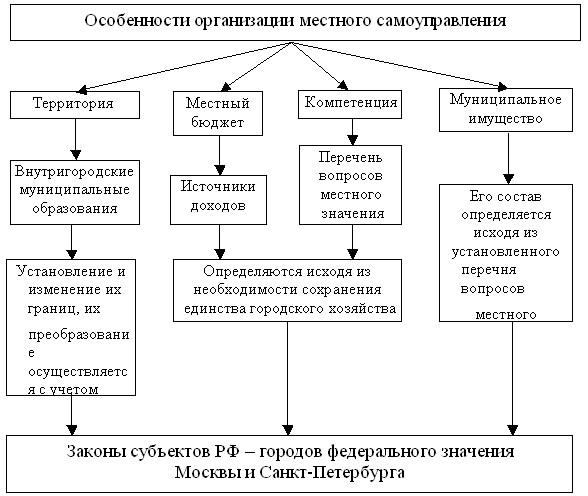 Особенности организации местного самоуправления
Территория
Местный
бюджет
Компетенция
Муниципальное
имущество
Внутригородские
муниципальные
образования
Источники
доходов
Перечень
вопросов
местного
значения
Его состав
определяется
исходя из
установленного
перечня
вопросов
местного
Установление и
изменение их
границ, их
преобразовани
е
осуществляетс
я с учетом
Определяются исходя из
необходимости сохранения
единства городского хозяйства
Законы субъектов РФ – городов федерального значения
Москвы и Санкт-Петербурга